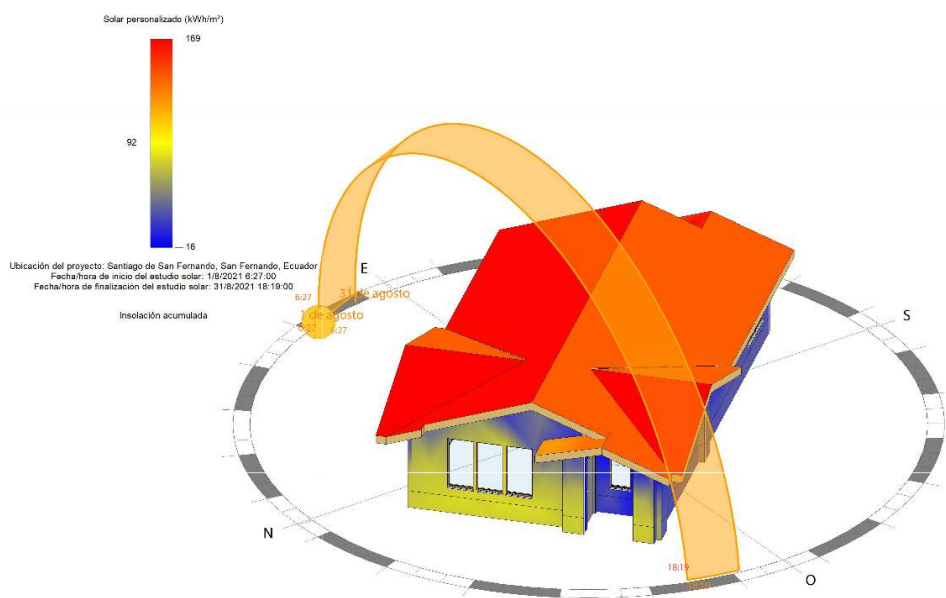 Solar personalizado (kWh/m²)
169
92
16
Ubicación del proyecto: Santiago de San Fernando, San Fernando, Ecuador
Fecha/hora de inicio del estudio solar: 1/8/2021 6:27:00
Fecha/hora de finalización del estudio solar: 31/8/2021 18:19:00
Insolación acumulada
E
31 de agosto
6:27
1 de agosto
6:27
6:27
S
N
18:19
O